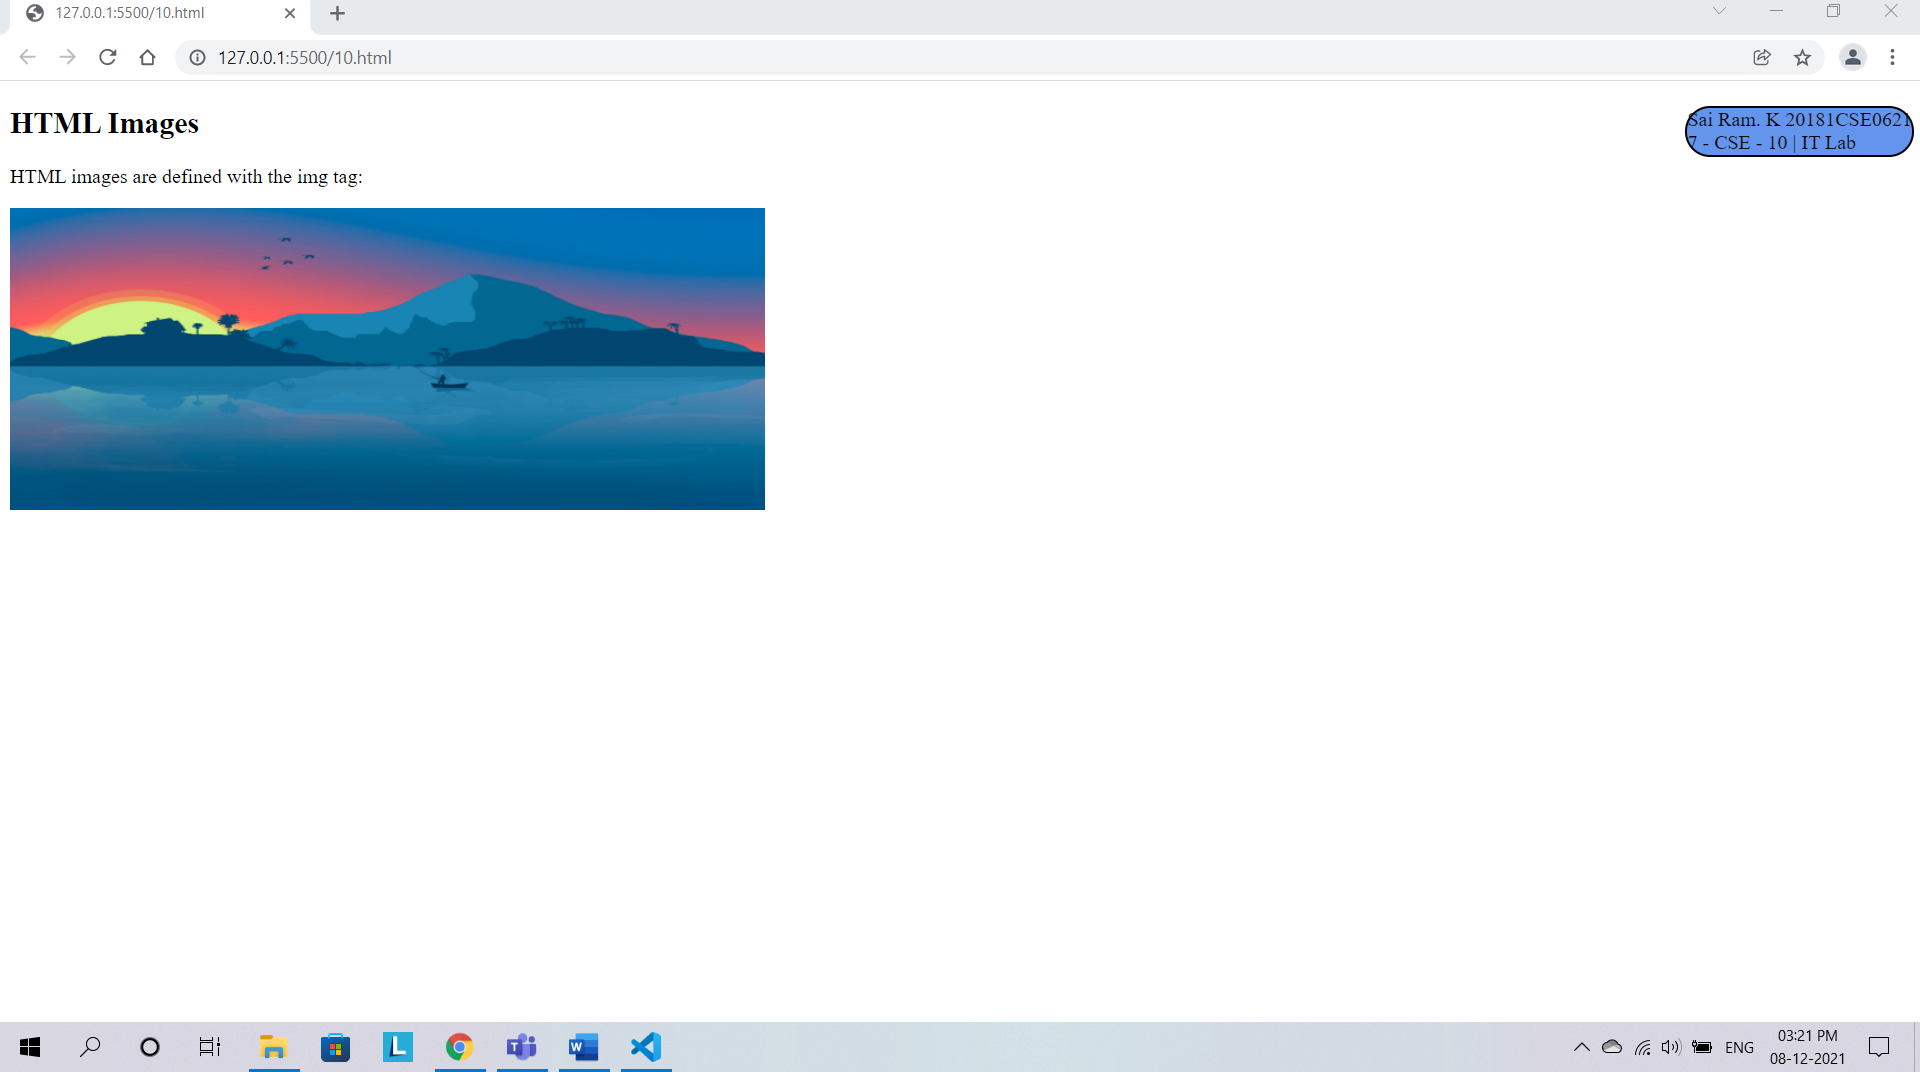 127.0.0.1:5500/10.html
127.0.0.1:5500/10.html
HTML Images
Sai Ram. K 20181CSE0621
7 - CSE - 10 | IT Lab
HTML images are defined with the img tag:
L
T
W
ENG
03:21 PM
08-12-2021